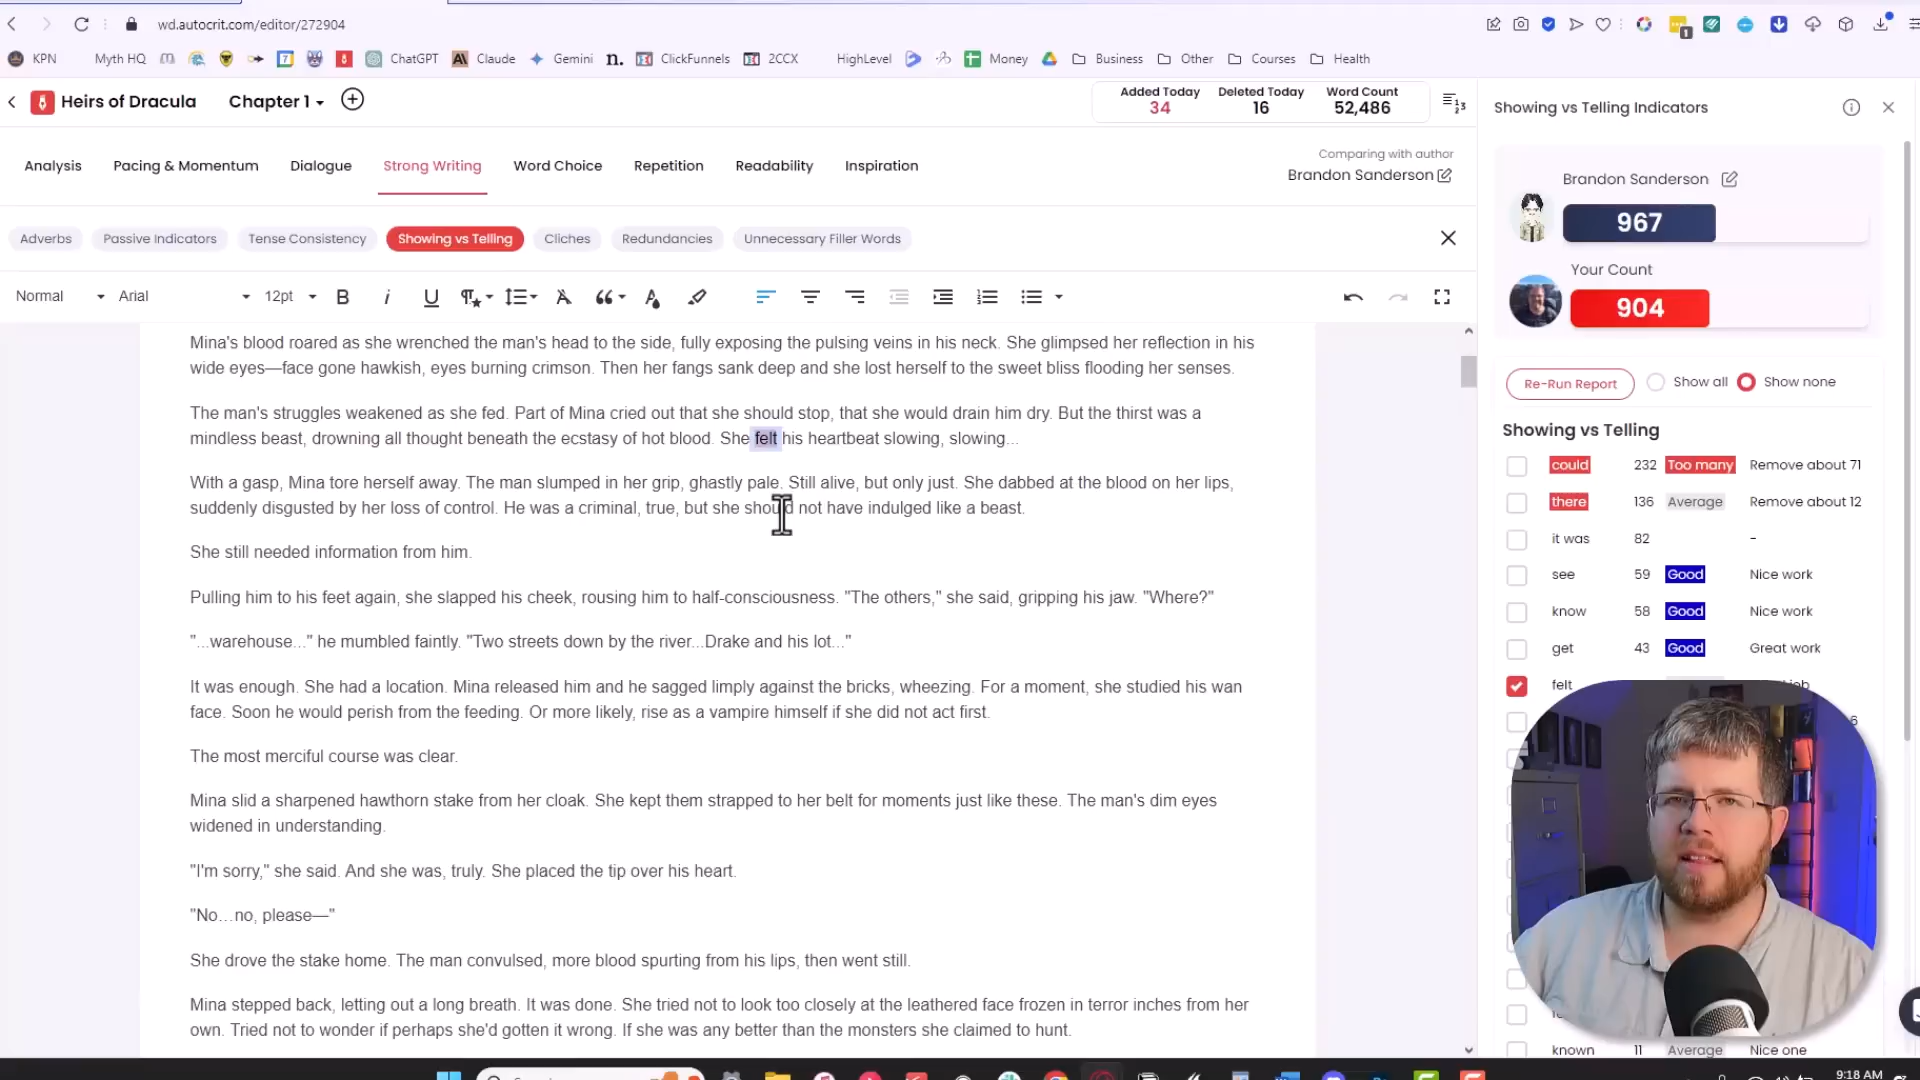 wd.autocrit.com/editor/272904
1
KPN Myth HQ 7 ChatGPT Claude Gemini n. ClickFunnels 2CCX HighLevel Money Business Other Courses Health
Heirs of Dracula Chapter 1
Added Today Deleted Today Word Count
34 16 52,486
Showing vs Telling Indicators
Analysis Pacing & Momentum Dialogue Strong Writing Word Choice Repetition Readability Inspiration
Comparing with author
Brandon Sanderson
Adverbs Passive Indicators Tense Consistency Showing vs Telling Cliches Redundancies Unnecessary Filler Words
Normal Arial 12pt B i U
Mina's blood roared as she wrenched the man's head to the side, fully exposing the pulsing veins in his neck. She glimpsed her reflection in his
wide eyes—face gone hawkish, eyes burning crimson. Then her fangs sank deep and she lost herself to the sweet bliss flooding her senses.
The man's struggles weakened as she fed. Part of Mina cried out that she should stop, that she would drain him dry. But the thirst was a
mindless beast, drowning all thought beneath the ecstasy of hot blood. She felt his heartbeat slowing, slowing...
With a gasp, Mina tore herself away. The man slumped in her grip, ghastly pale. Still alive, but only just. She dabbed at the blood on her lips,
suddenly disgusted by her loss of control. He was a criminal, true, but she should not have indulged like a beast.
She still needed information from him.
Pulling him to his feet again, she slapped his cheek, rousing him to half-consciousness. "The others," she said, gripping his jaw. "Where?"
"...warehouse..." he mumbled faintly. "Two streets down by the river...Drake and his lot..."
It was enough. She had a location. Mina released him and he sagged limply against the bricks, wheezing. For a moment, she studied his wan
face. Soon he would perish from the feeding. Or more likely, rise as a vampire himself if she did not act first.
The most merciful course was clear.
Mina slid a sharpened hawthorn stake from her cloak. She kept them strapped to her belt for moments just like these. The man's dim eyes
widened in understanding.
"I'm sorry," she said. And she was, truly. She placed the tip over his heart.
"No…no, please—"
She drove the stake home. The man convulsed, more blood spurting from his lips, then went still.
Mina stepped back, letting out a long breath. It was done. She tried not to look too closely at the leathered face frozen in terror inches from her
own. Tried not to wonder if perhaps she'd gotten it wrong. If she was any better than the monsters she claimed to hunt.
Brandon Sanderson
967
Your Count
904
Re-Run Report Show all Show none
Showing vs Telling
could 232 Too many Remove about 71
there 136 Average Remove about 12
it was 82 -
see 59 Good Nice work
know 58 Good Nice work
get 43 Good Great work
felt
known 11 Average Nice one
9:18 AM